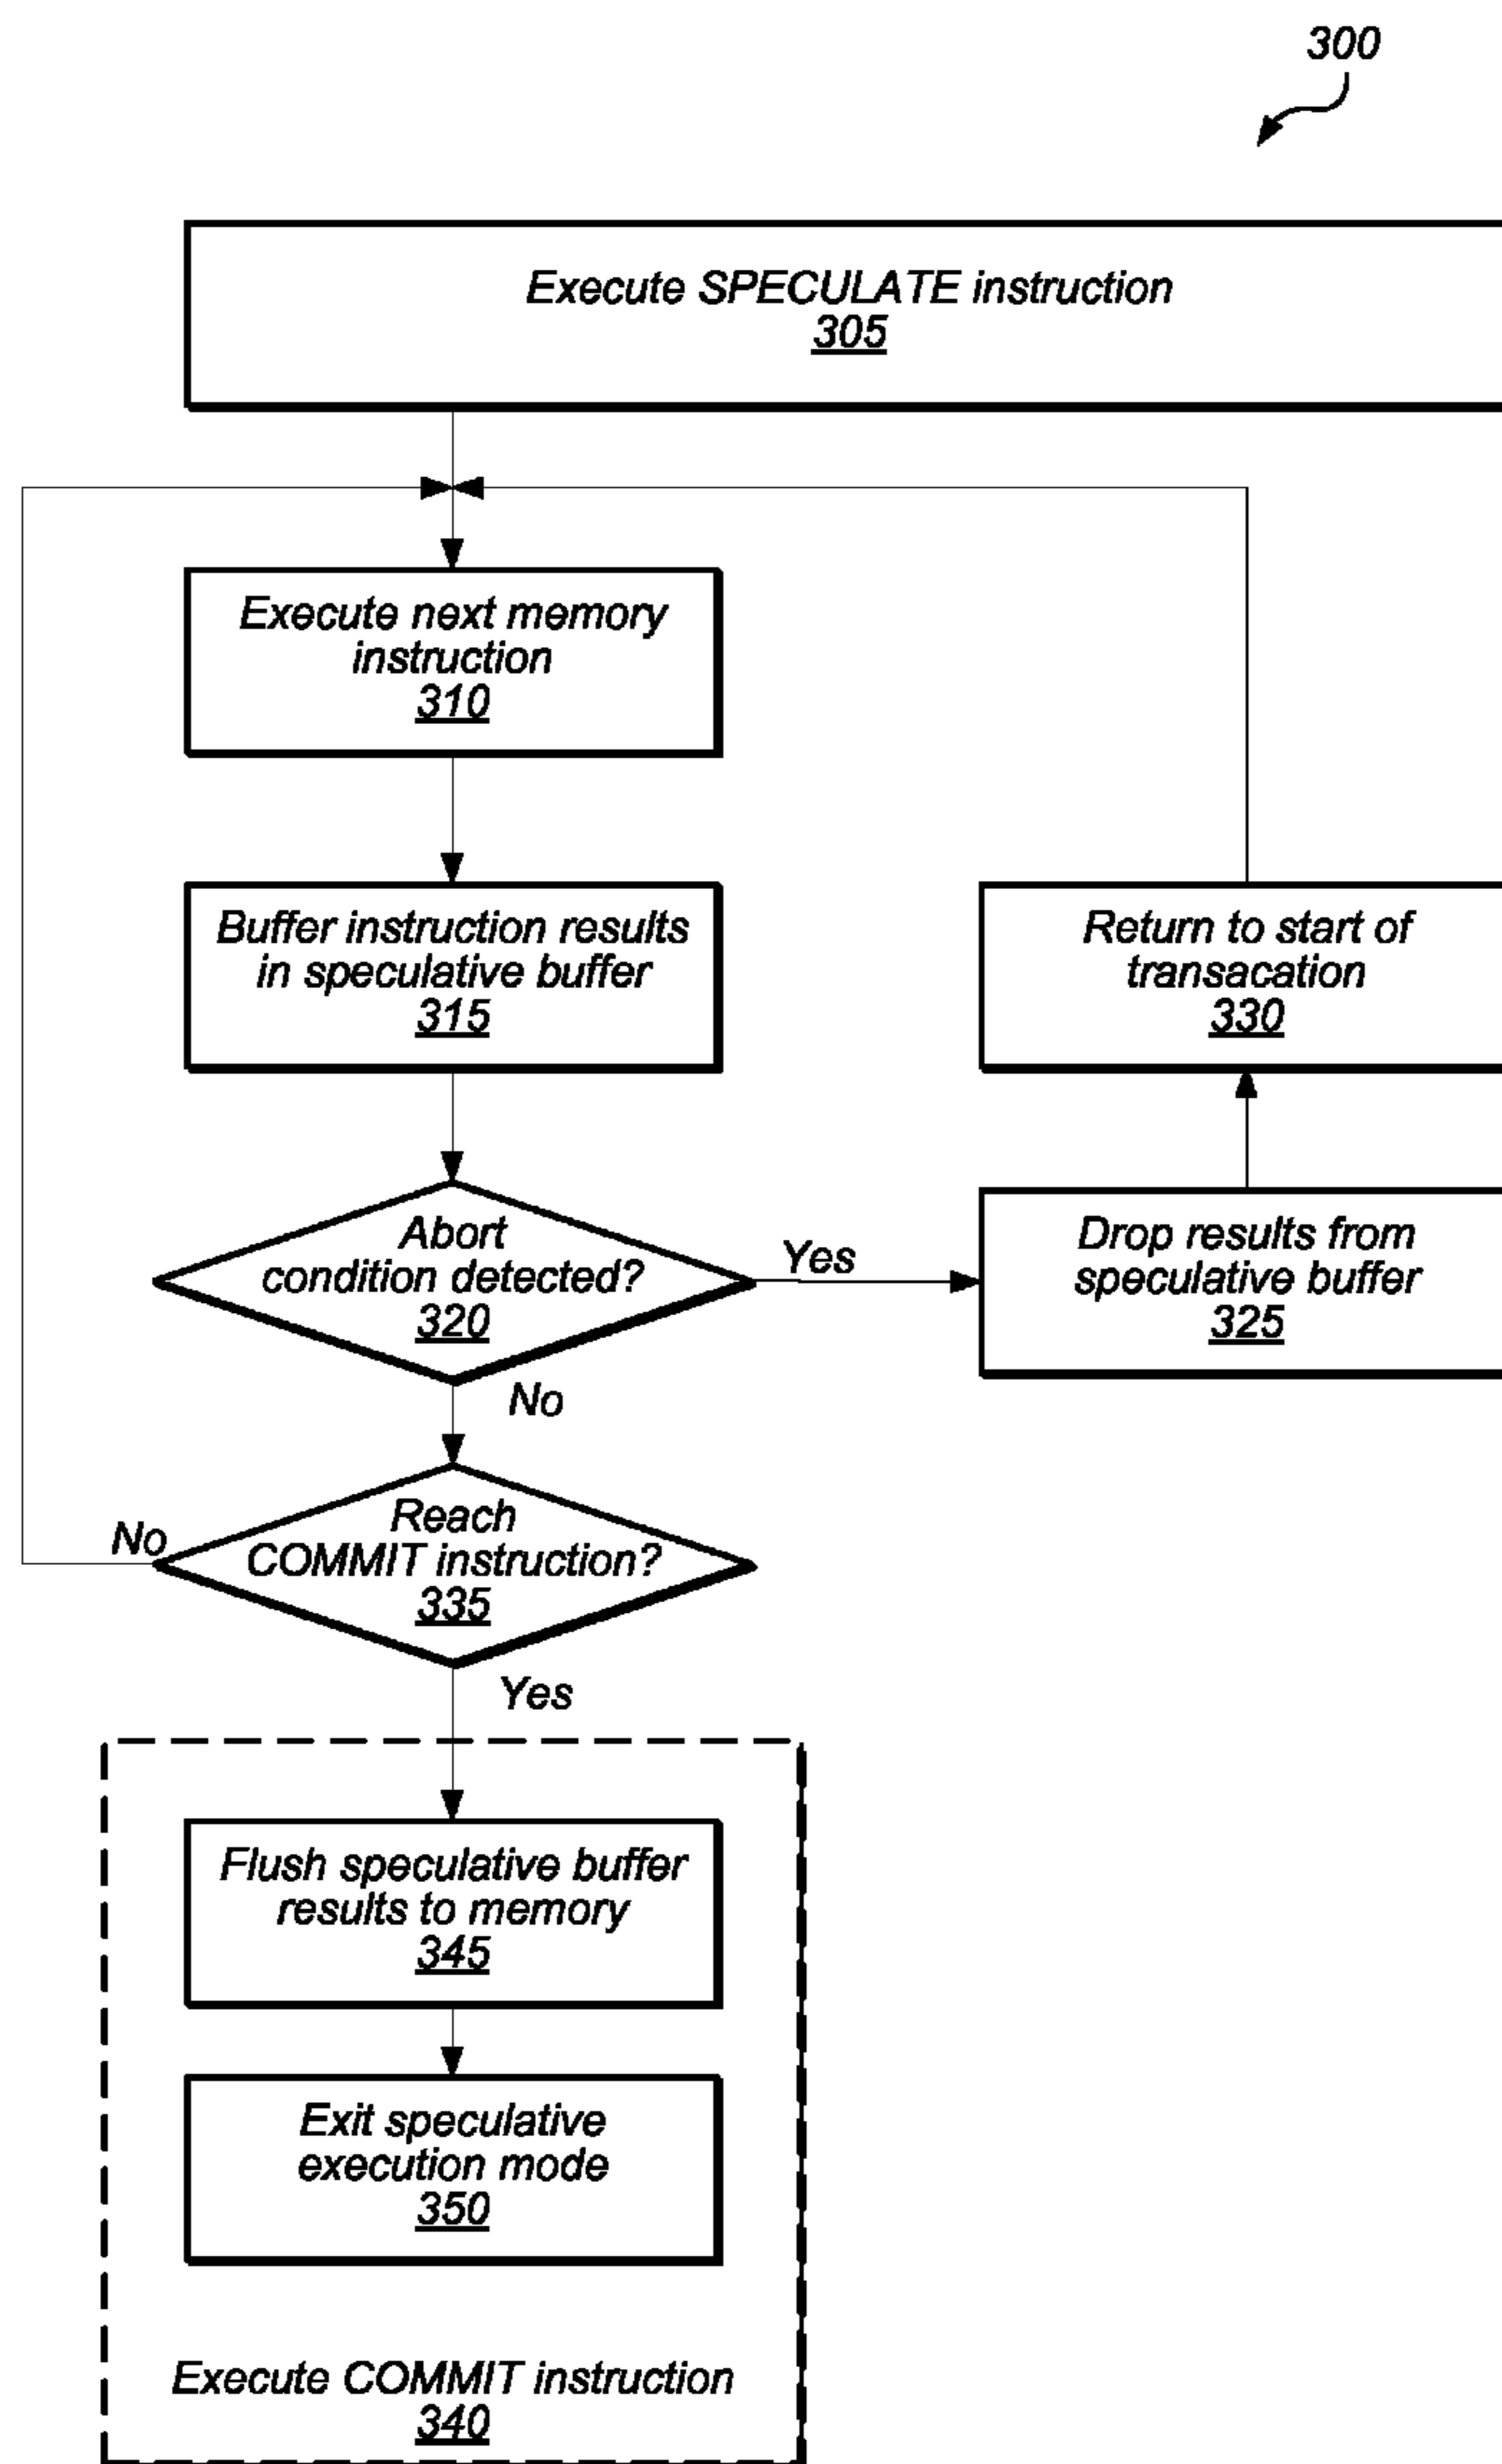 300
Execute SPECULATE instruction
305
Execute next memory
instruction
310
Buffer instruction results
in speculative buffer
315
Return to start of
transacation
330
Abort
condition detected?
320
Yes
Drop results from
speculative buffer
325
No
Reach
COMMIT instruction?
335
No
Yes
Flush speculative buffer
results to memory
345
Exit speculative
execution mode
350
Execute COMMIT instruction
340